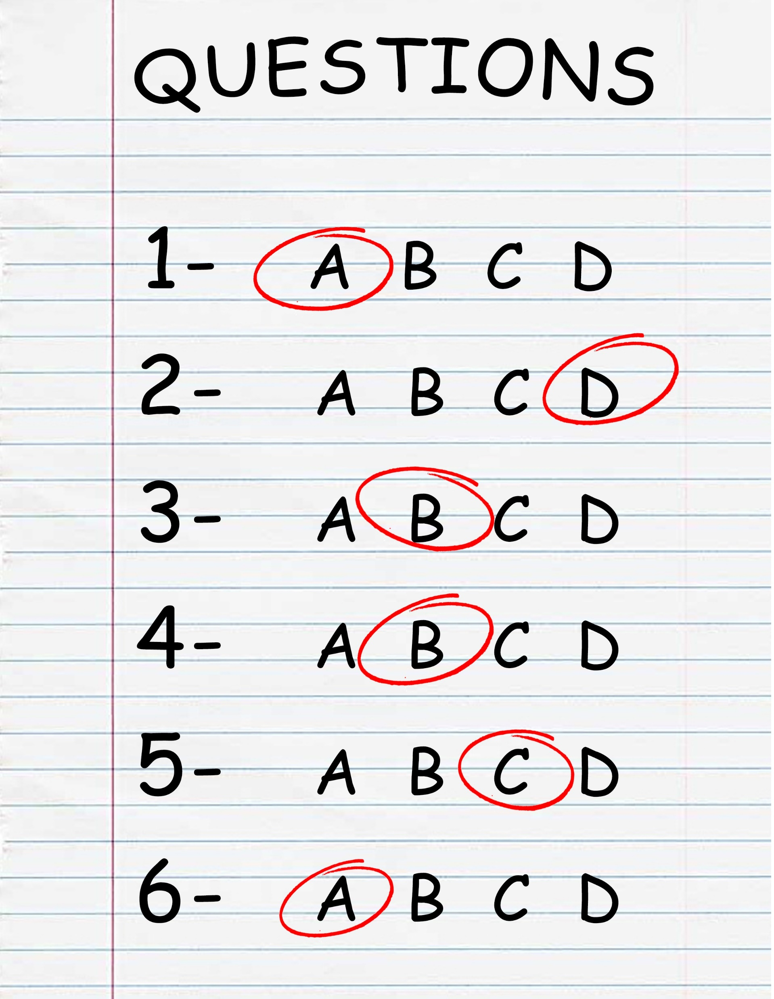 QUESTIONS
1- A B C D
2- A B C D
3- A B C D
4- A B C D
5- A B C D
6- A B C D